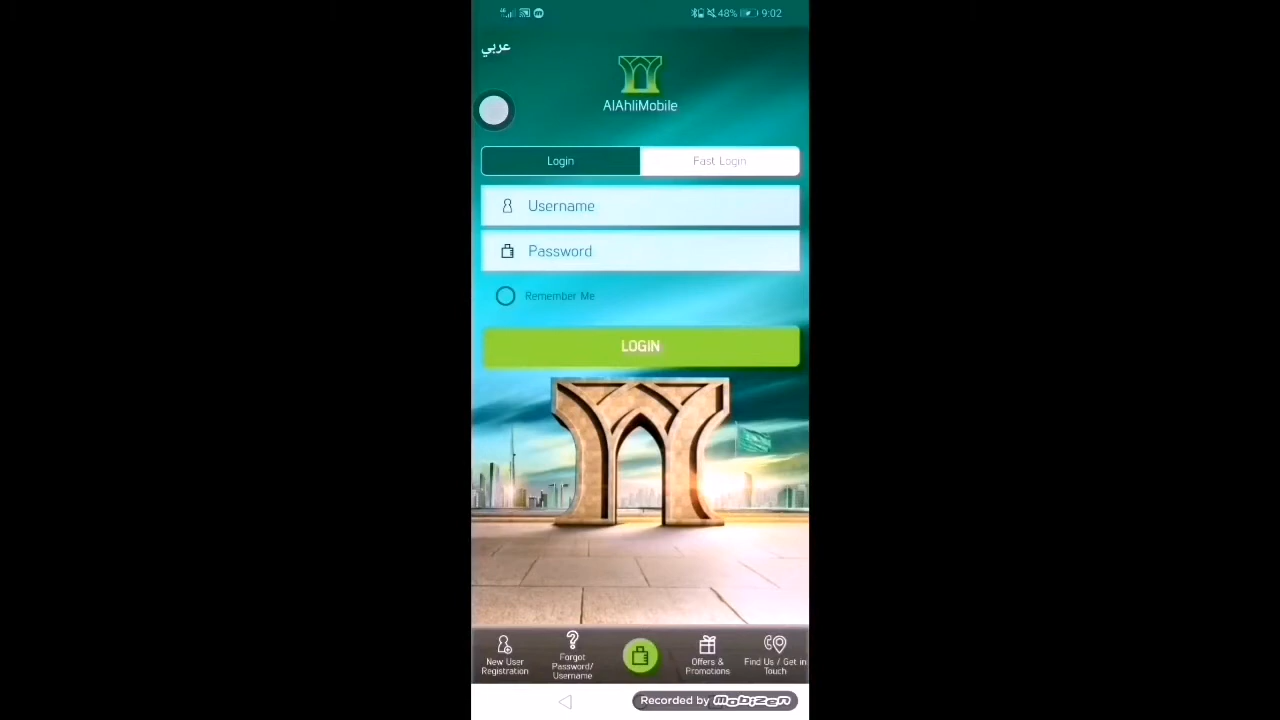 48% 9:02
عربي
AlAhliMobile
Login Fast Login
Username
Password
Remember Me
LOGIN
New User
Registration
Forgot
Password/
Username
Offers &
Promotions
Find Us / Get in
Touch
Recorded by Mobizen